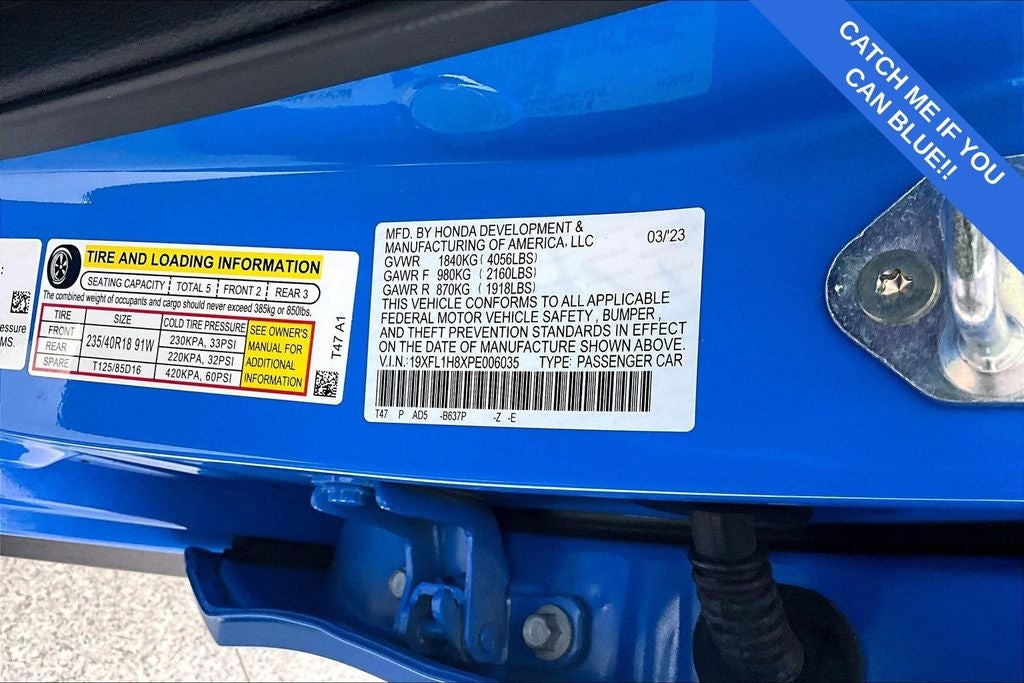 CATCH ME IF YOU
CAN BLUE!!
essure
MS.
TIRE AND LOADING INFORMATION
SEATING CAPACITY TOTAL 5 FRONT 2 REAR 3
The combined weight of occupants and cargo should never exceed 385kg or 850lbs.
TIRE SIZE COLD TIRE PRESSURE
FRONT 235/40R18 91W 230KPA, 33PSI
REAR 220KPA, 32PSI
SPARE T125/85D16 420KPA, 60PSI
SEE OWNER'S
MANUAL FOR
ADDITIONAL
INFORMATION
T47 A1
MFD. BY HONDA DEVELOPMENT &
MANUFACTURING OF AMERICA, LLC 03/'23
GVWR 1840KG ( 4056LBS)
GAWR F 980KG ( 2160LBS)
GAWR R 870KG ( 1918LBS)
THIS VEHICLE CONFORMS TO ALL APPLICABLE
FEDERAL MOTOR VEHICLE SAFETY , BUMPER ,
AND THEFT PREVENTION STANDARDS IN EFFECT
ON THE DATE OF MANUFACTURE SHOWN ABOVE.
V.I.N: 19XFL1H8XPE006035 TYPE: PASSENGER CAR
T47 P AD5 -B637P -Z -E